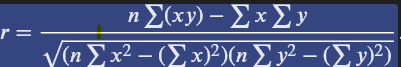 r = n ∑(xy) − ∑ x ∑ y / √(n ∑ x² − (∑ x)²)(n ∑ y² − (∑ y)²)